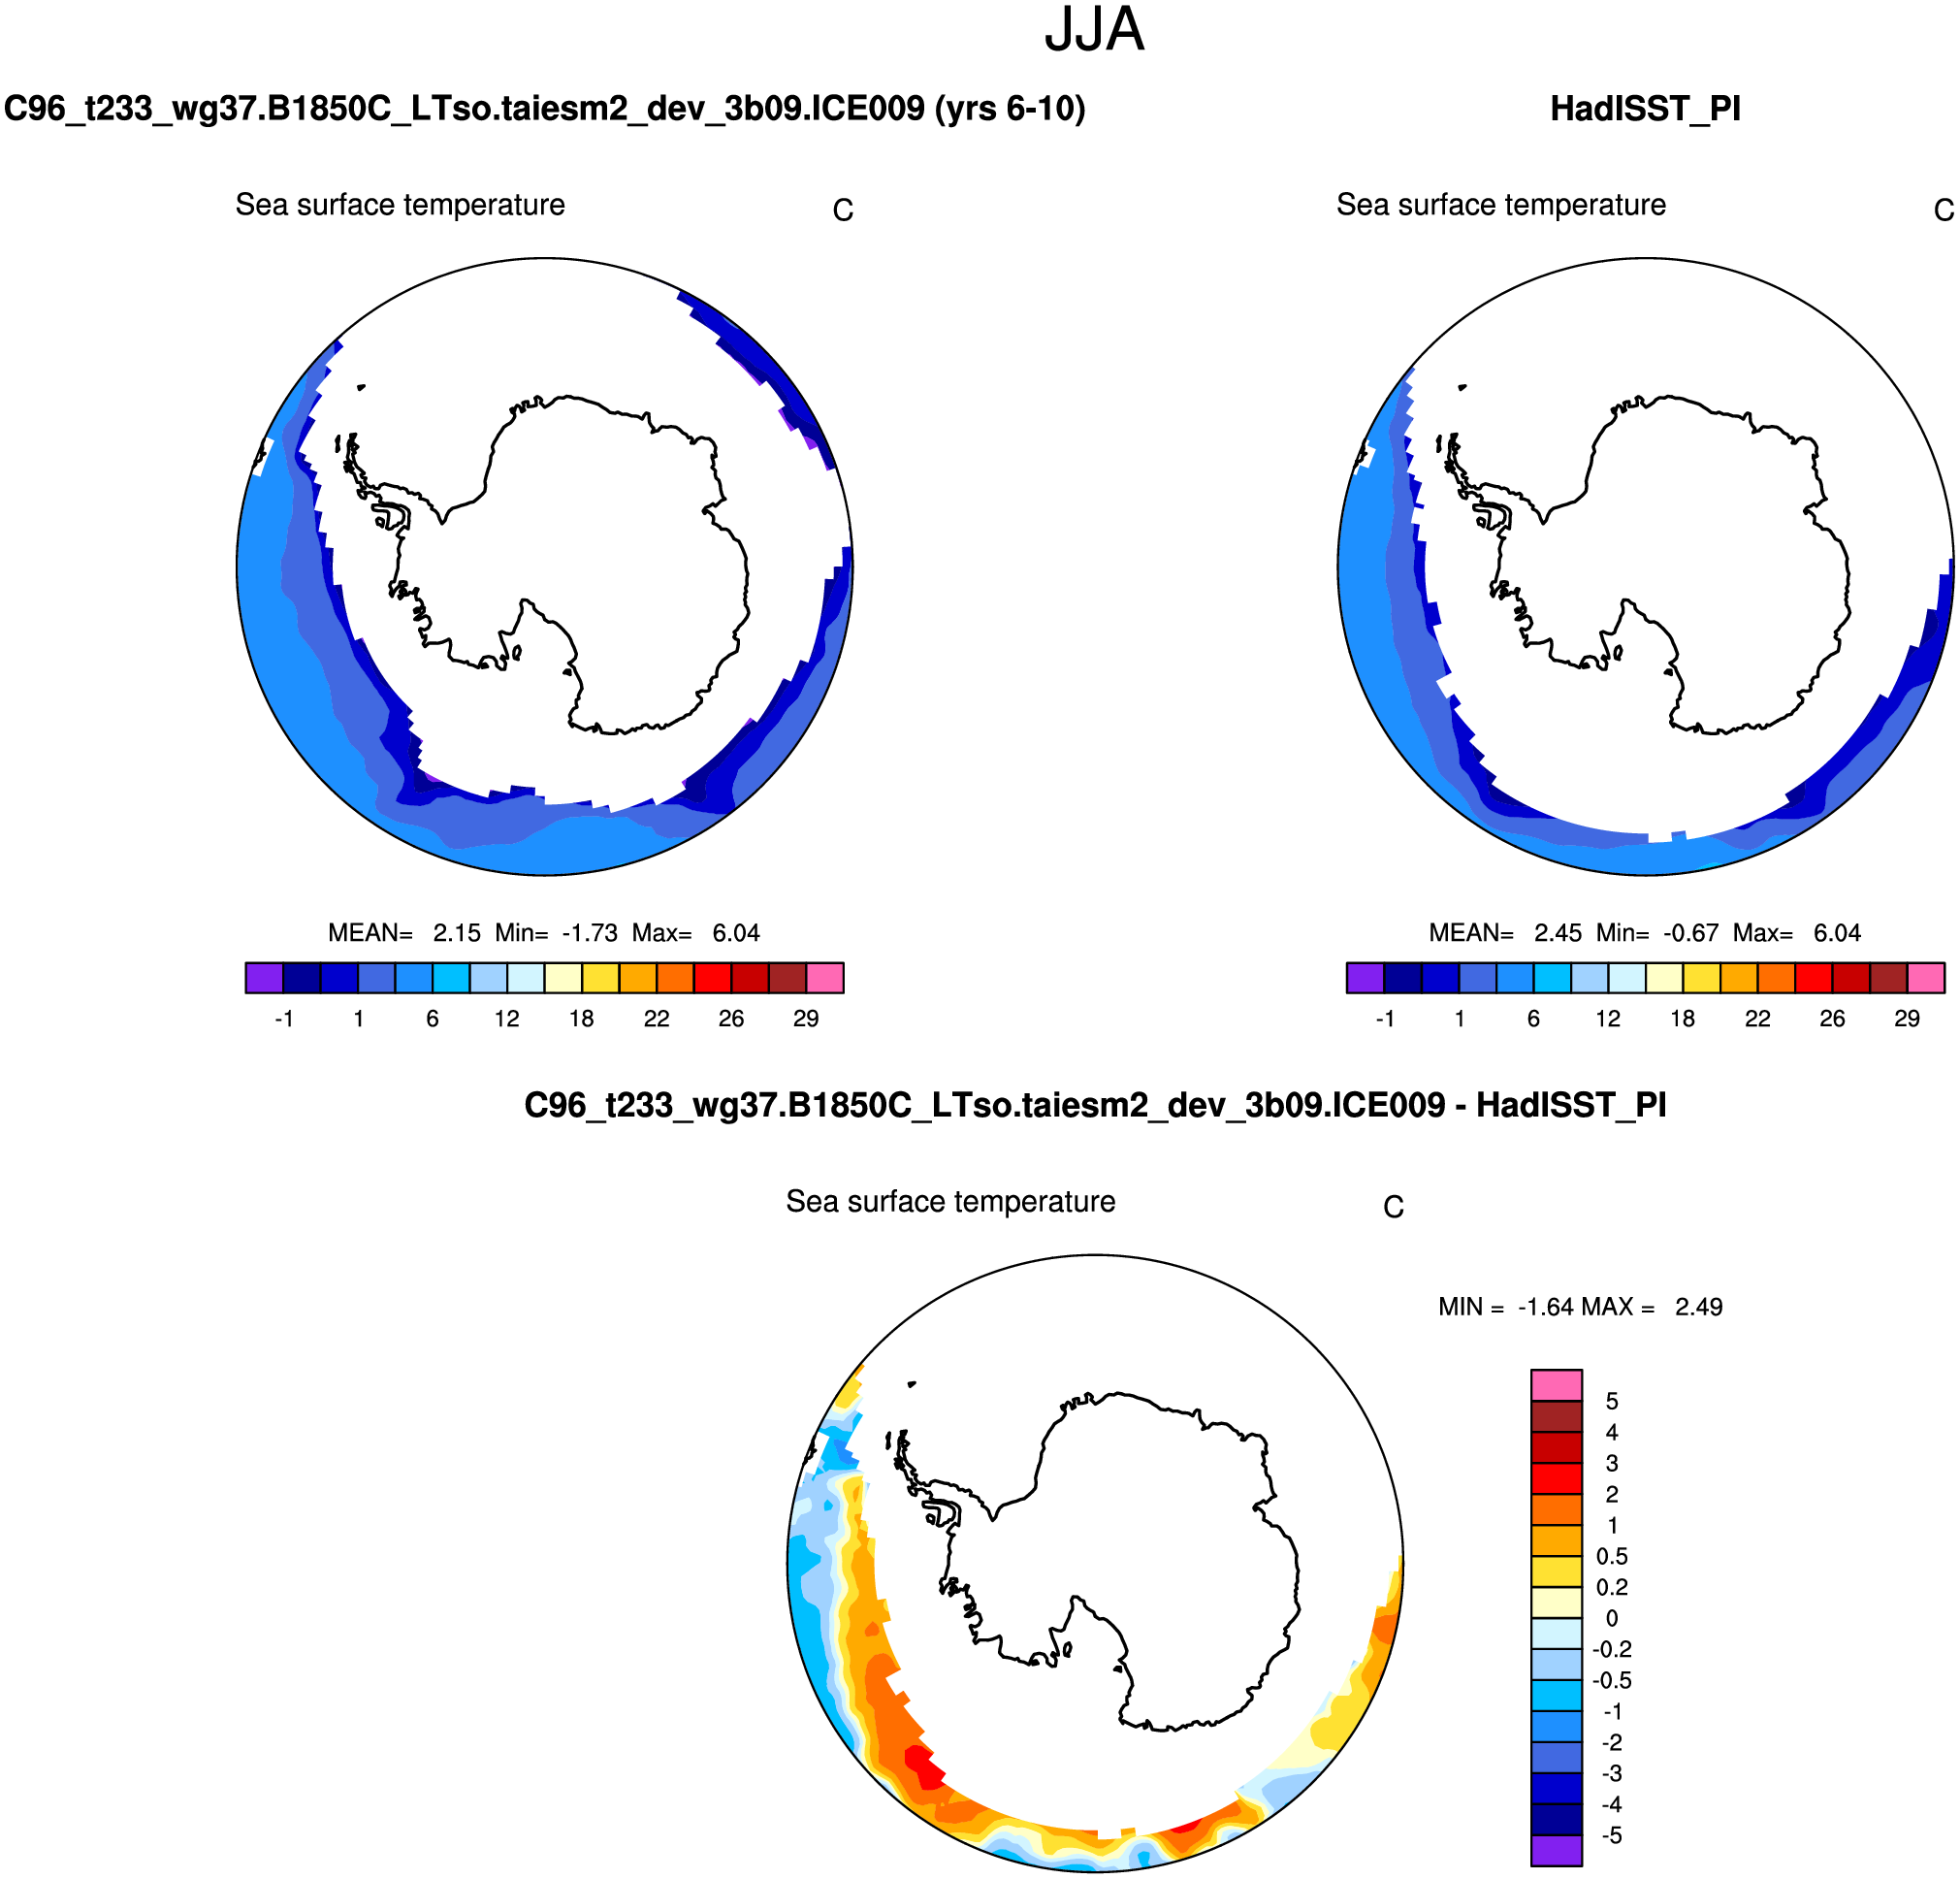 JJA
C96_t233_wg37.B1850C_LTso.taiesm2_dev_3b09.ICE009 (yrs 6-10)
HadISST_PI
Sea surface temperature C
Sea surface temperature C
MEAN= 2.15 Min= -1.73 Max= 6.04
MEAN= 2.45 Min= -0.67 Max= 6.04
-1 1 6 12 18 22 26 29
-1 1 6 12 18 22 26 29
C96_t233_wg37.B1850C_LTso.taiesm2_dev_3b09.ICE009 - HadISST_PI
Sea surface temperature C
MIN = -1.64 MAX = 2.49
5
4
3
2
1
0.5
0.2
0
-0.2
-0.5
-1
-2
-3
-4
-5